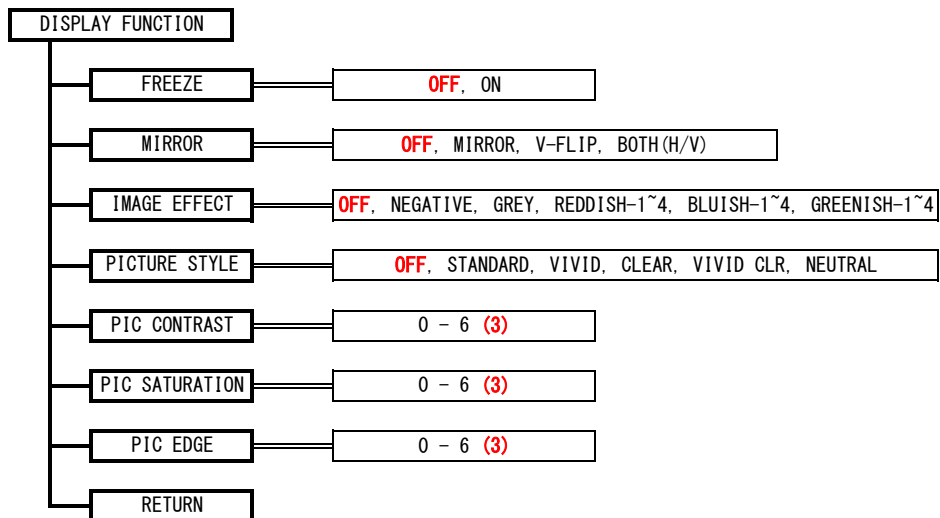 DISPLAY FUNCTION
FREEZE
OFF, ON
MIRROR
OFF, MIRROR, V-FLIP, BOTH(H/V)
IMAGE EFFECT
OFF, NEGATIVE, GREY, REDDISH-1~4, BLUISH-1~4, GREENISH-1~4
PICTURE STYLE
OFF, STANDARD, VIVID, CLEAR, VIVID CLR, NEUTRAL
PIC CONTRAST
0 - 6 (3)
PIC SATURATION
0 - 6 (3)
PIC EDGE
0 - 6 (3)
RETURN